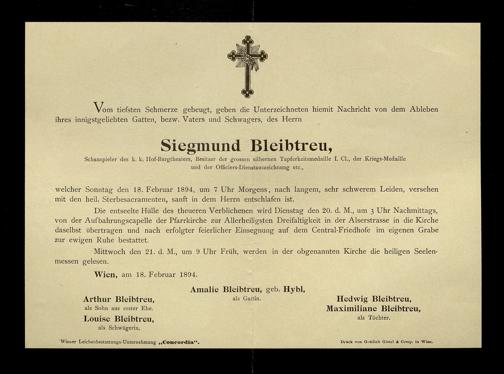 Vom tiefsten Schmerze gebeugt, geben die Unterzeichneten hiemit Nachricht von dem Ableben
ihres innigstgeliebten Gatten, bezw. Vaters und Schwagers, des Herrn
Siegmund Bleibtreu,
Schauspieler des k. k. Hof-Burgtheaters, Besitzer der grossen silbernen Tapferkeitsmedaille I. Cl., der Kriegs-Medaille
und der Officiers-Dienstauszeichnung etc.,
welcher Sonntag den 18. Februar 1894, um 7 Uhr Morgens, nach langem, sehr schwerem Leiden, versehen
mit den heil. Sterbesacramenten, sanft in dem Herrn entschlafen ist.
Die entseelte Hülle des theueren Verblichenen wird Dienstag den 20. d. M., um 3 Uhr Nachmittags,
von der Aufbahrungscapelle der Pfarrkirche zur Allerheiligsten Dreifaltigkeit in der Alserstrasse in die Kirche
daselbst übertragen und nach erfolgter feierlicher Einsegnung auf dem Central-Friedhofe im eigenen Grabe
zur ewigen Ruhe bestattet.
Mittwoch den 21. d. M., um 9 Uhr Früh, werden in der obgenannten Kirche die heiligen Seelen-
messen gelesen.
Wien, am 18. Februar 1894.
Amalie Bleibtreu, geb. Hybl,
als Gattin.
Arthur Bleibtreu,
als Sohn aus erster Ehe.
Louise Bleibtreu,
als Schwägerin.
Hedwig Bleibtreu,
Maximiliane Bleibtreu,
als Töchter.
Wiener Leichenbestattungs-Unternehmung „Concordia“.
Druck von Gottlieb Gistel & Comp. in Wien.